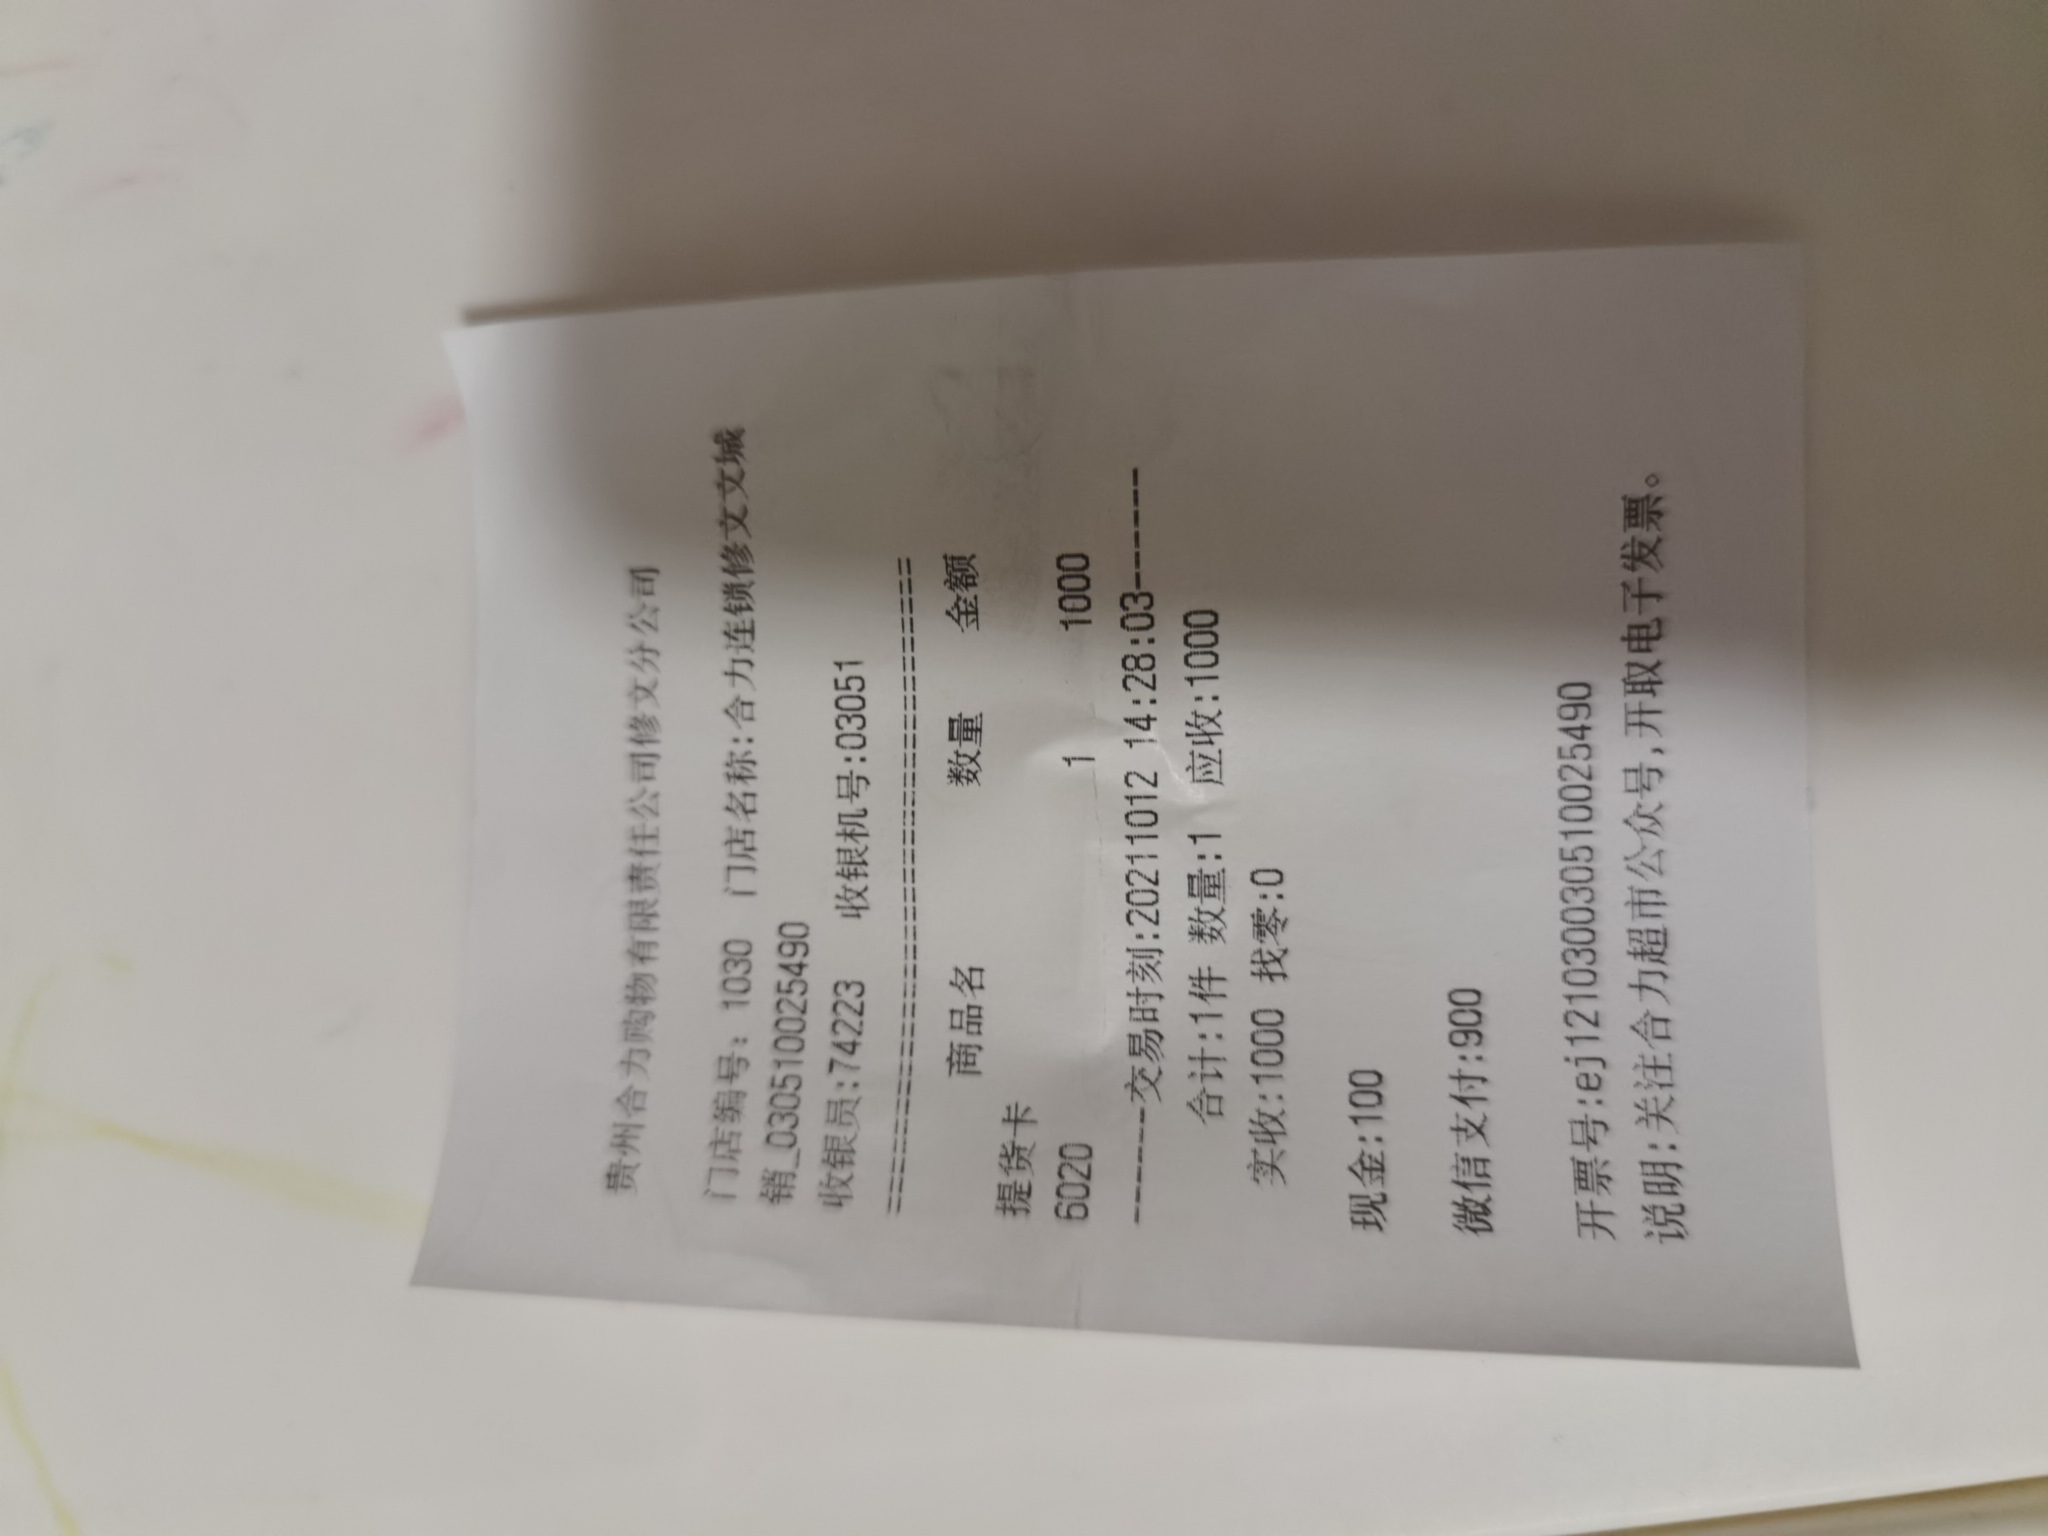 贵州合力购物有限责任公司修文分公司
门店编号: 1030 门店名称:合力连锁修文文城
销_030510025490
收银员:74223 收银机号:03051
========================================
商品名 数量 金额
提货卡
6020 1 1000
-------交易时刻:20211012 14:28:03-------
合计:1件 数量:1 应收:1000
实收:1000 找零:0
现金:100
微信支付:900
开票号:ej121030030510025490
说明:关注合力超市公众号,开取电子发票。